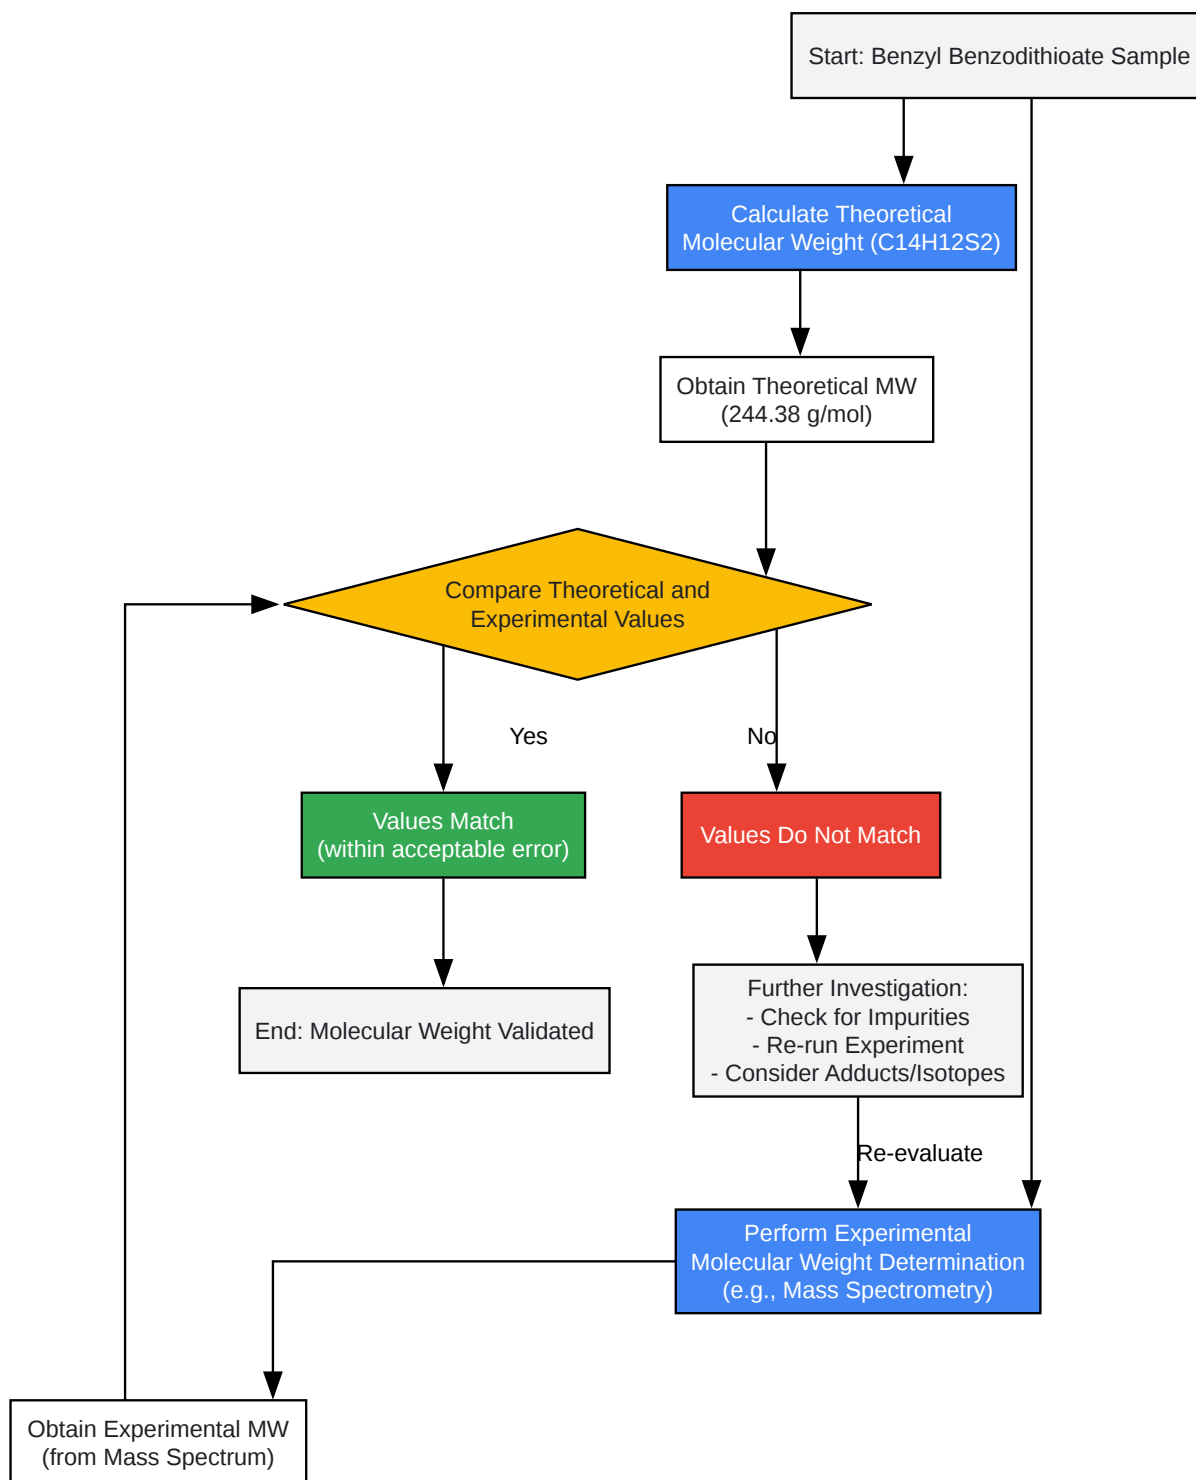 Start: Benzyl Benzodithioate Sample
Calculate Theoretical
Molecular Weight (C14H12S2)
Obtain Theoretical MW
(244.38 g/mol)
Compare Theoretical and
Experimental Values
Yes
No
Values Match
(within acceptable error)
Values Do Not Match
End: Molecular Weight Validated
Further Investigation:
- Check for Impurities
- Re-run Experiment
- Consider Adducts/Isotopes
Re-evaluate
Perform Experimental
Molecular Weight Determination
(e.g., Mass Spectrometry)
Obtain Experimental MW
(from Mass Spectrum)